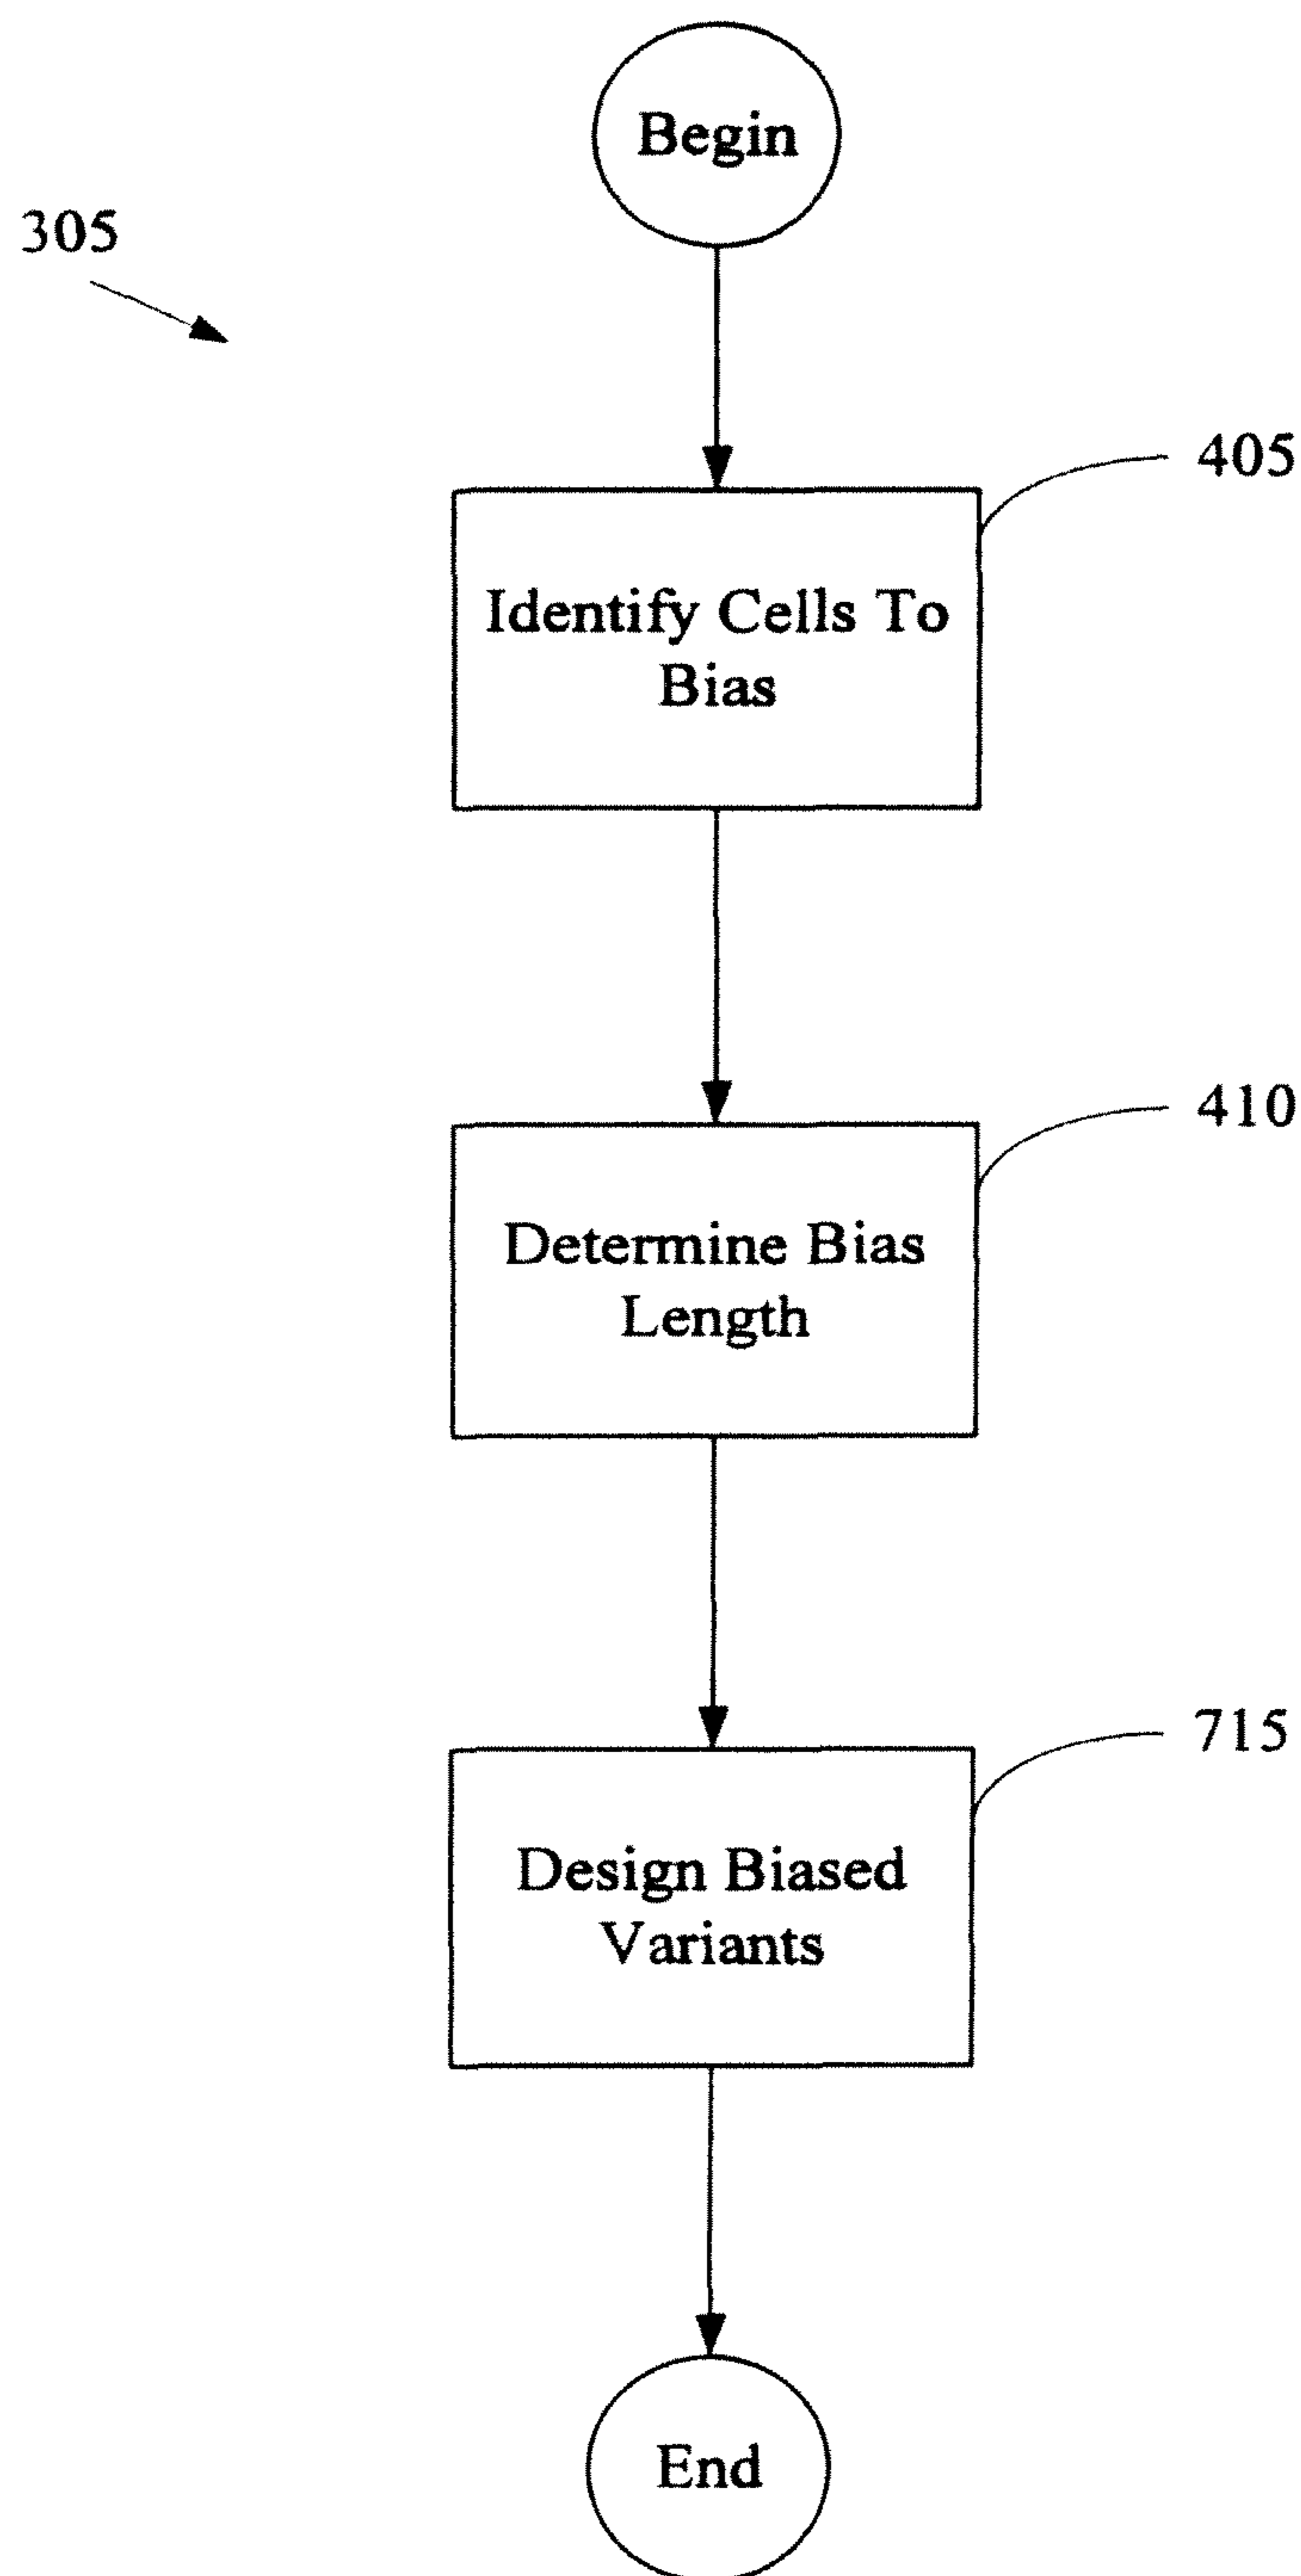 Begin
305
405
Identify Cells To
Bias
410
Determine Bias
Length
715
Design Biased
Variants
End